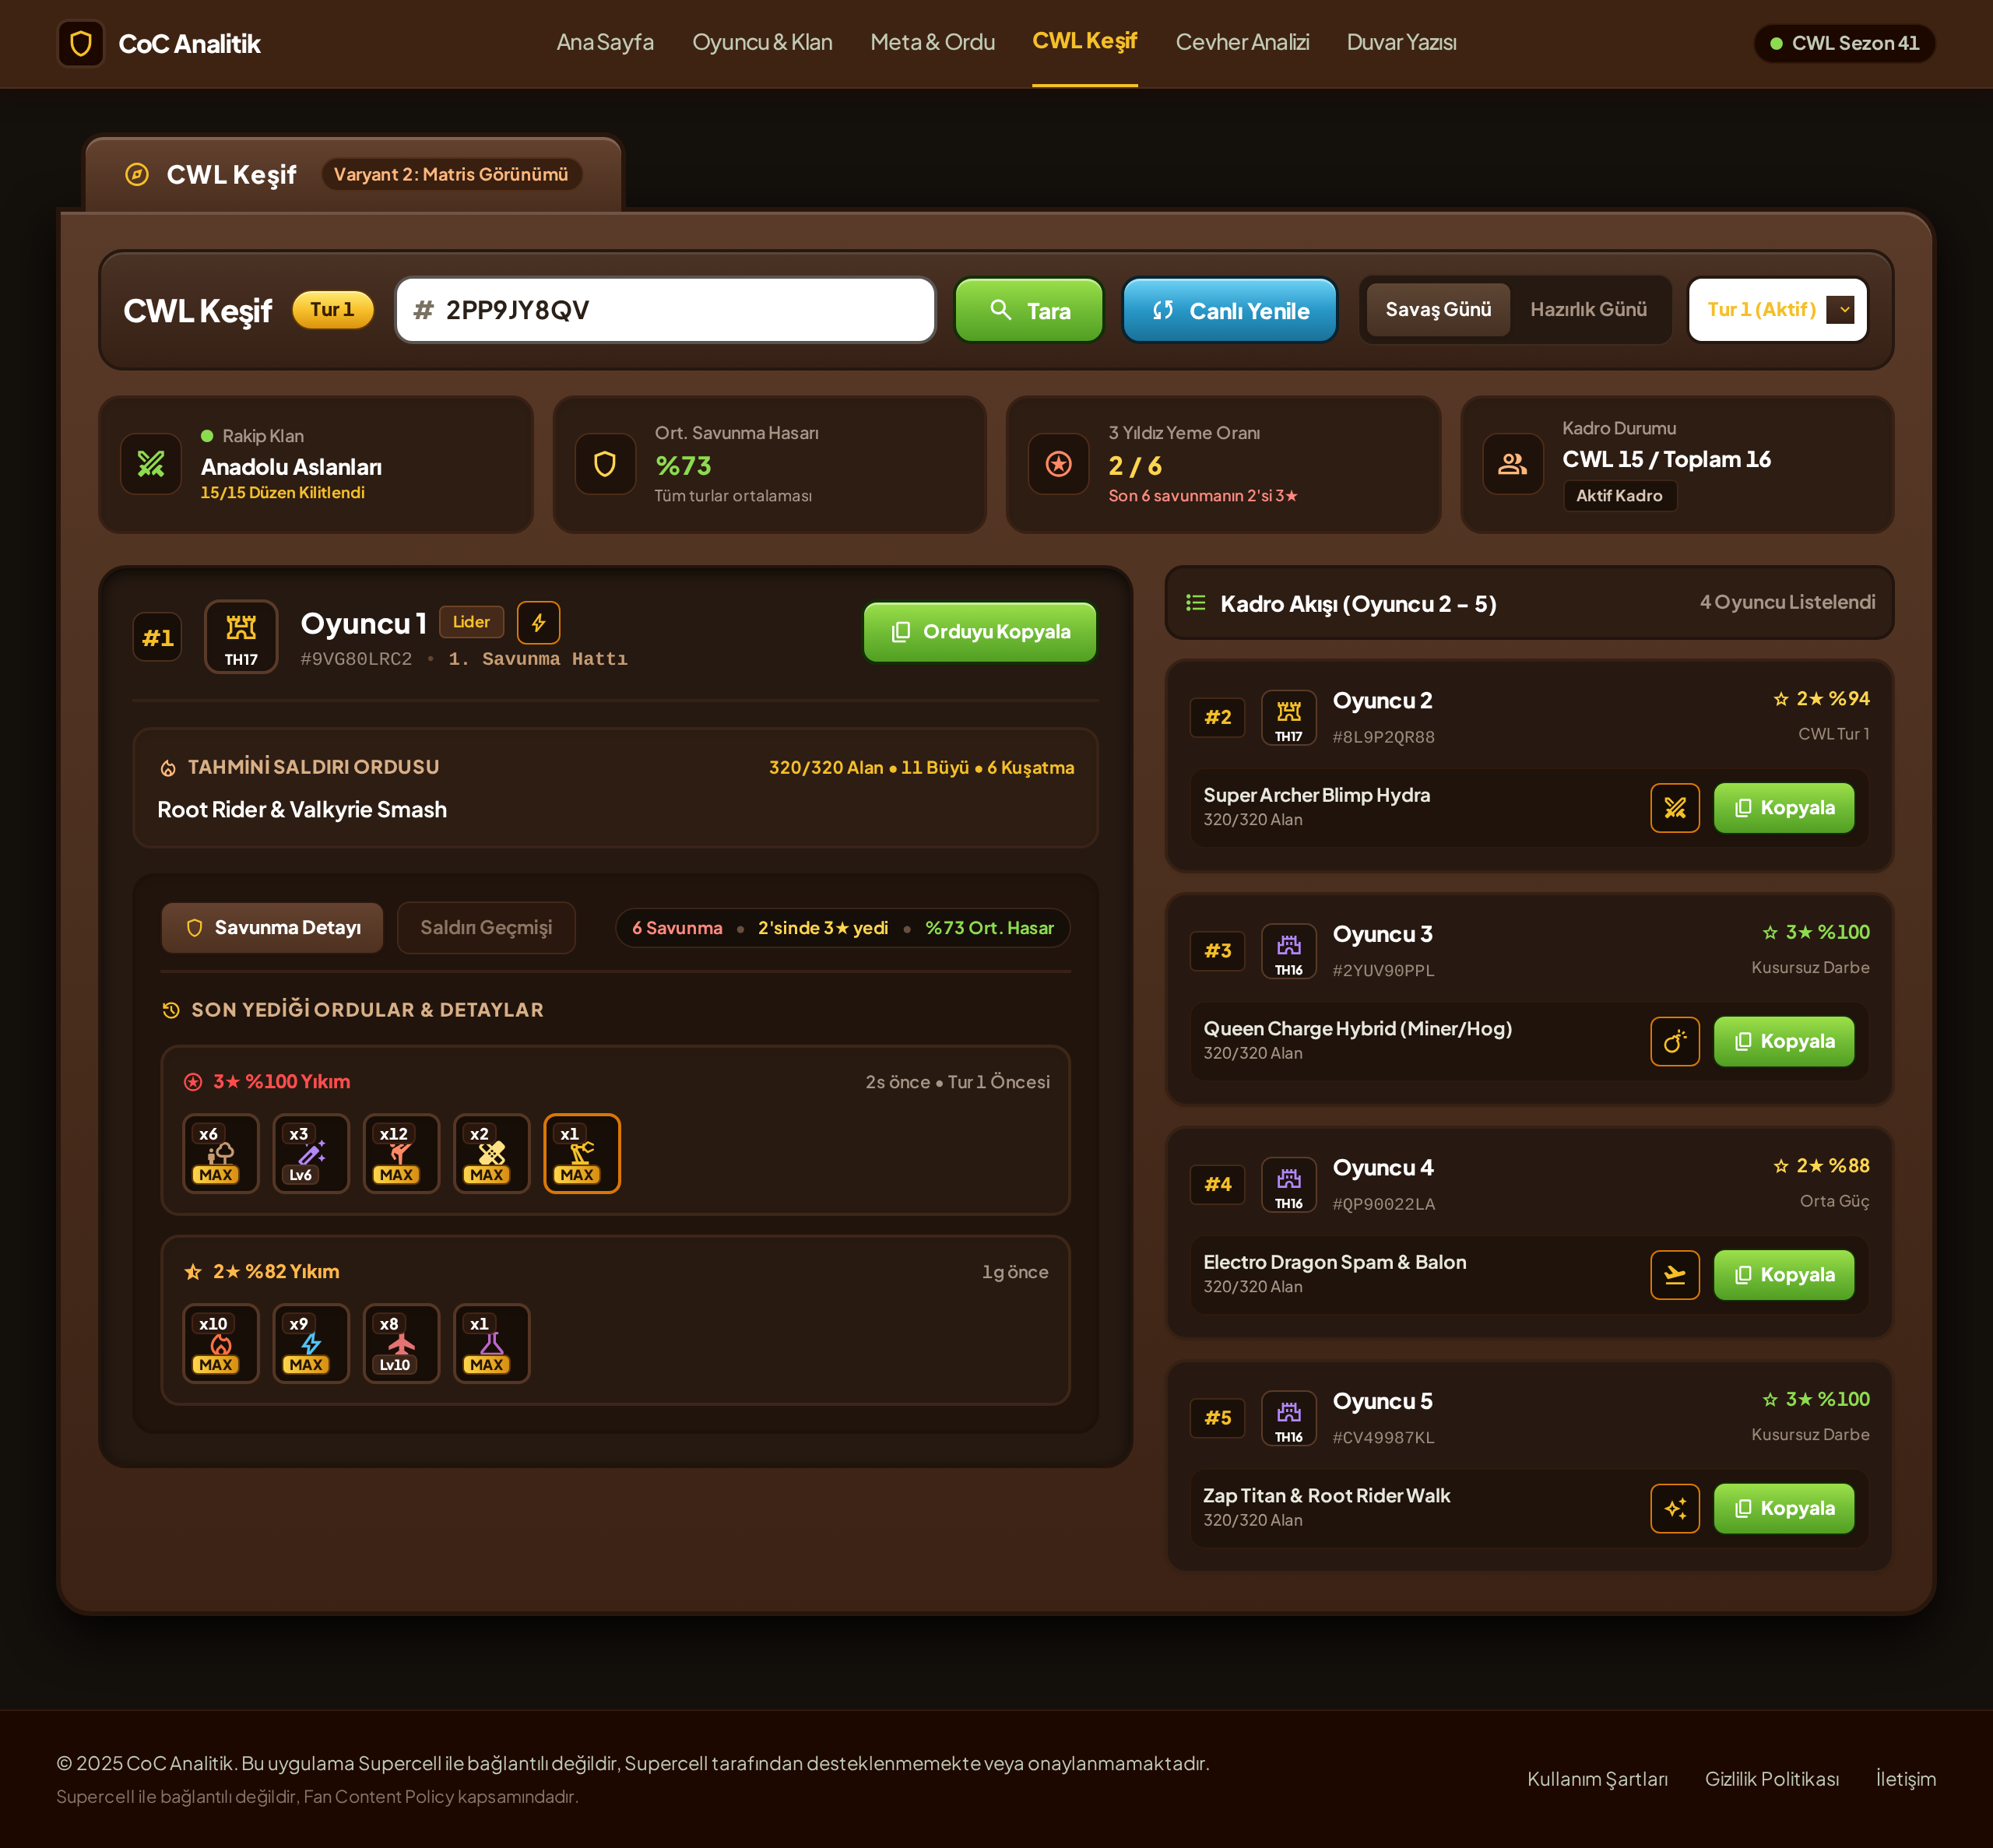 CoC Analitik
Ana Sayfa
Oyuncu & Klan
Meta & Ordu
CWL Keşif
Cevher Analizi
Duvar Yazısı
CWL Sezon 41
CWL Keşif
Varyant 2: Matris Görünümü
CWL Keşif
Tur 1
# 2PP9JY8QV
Tara
Canlı Yenile
Savaş Günü
Hazırlık Günü
Tur 1 (Aktif)
Rakip Klan
Anadolu Aslanları
15/15 Düzen Kilitlendi
Ort. Savunma Hasarı
%73
Tüm turlar ortalaması
3 Yıldız Yeme Oranı
2 / 6
Son 6 savunmanın 2'si 3★
Kadro Durumu
CWL 15 / Toplam 16
Aktif Kadro
#1
TH17
Oyuncu 1
Lider
#9VG80LRC2 • 1. Savunma Hattı
Orduyu Kopyala
TAHMİNİ SALDIRI ORDUSU
320/320 Alan • 11 Büyü • 6 Kuşatma
Root Rider & Valkyrie Smash
Savunma Detayı
Saldırı Geçmişi
6 Savunma • 2'sinde 3★ yedi • %73 Ort. Hasar
SON YEDİĞİ ORDULAR & DETAYLAR
3★ %100 Yıkım
2s önce • Tur 1 Öncesi
x6
MAX
x3
Lv6
x12
MAX
x2
MAX
x1
MAX
2★ %82 Yıkım
1g önce
x10
MAX
x9
MAX
x8
Lv10
x1
MAX
Kadro Akışı (Oyuncu 2 - 5)
4 Oyuncu Listelendi
#2
TH17
Oyuncu 2
#8L9P2QR88
2★ %94
CWL Tur 1
Super Archer Blimp Hydra
320/320 Alan
Kopyala
#3
TH16
Oyuncu 3
#2YUV90PPL
3★ %100
Kusursuz Darbe
Queen Charge Hybrid (Miner/Hog)
320/320 Alan
Kopyala
#4
TH16
Oyuncu 4
#QP90022LA
2★ %88
Orta Güç
Electro Dragon Spam & Balon
320/320 Alan
Kopyala
#5
TH16
Oyuncu 5
#CV49987KL
3★ %100
Kusursuz Darbe
Zap Titan & Root Rider Walk
320/320 Alan
Kopyala
© 2025 CoC Analitik. Bu uygulama Supercell ile bağlantılı değildir, Supercell tarafından desteklenmemekte veya onaylanmamaktadır.
Supercell ile bağlantılı değildir, Fan Content Policy kapsamındadır.
Kullanım Şartları
Gizlilik Politikası
İletişim